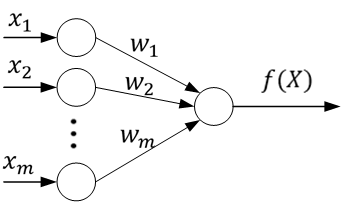 x₁
w₁
x₂
w₂
f(X)
⋮
wₘ
xₘ